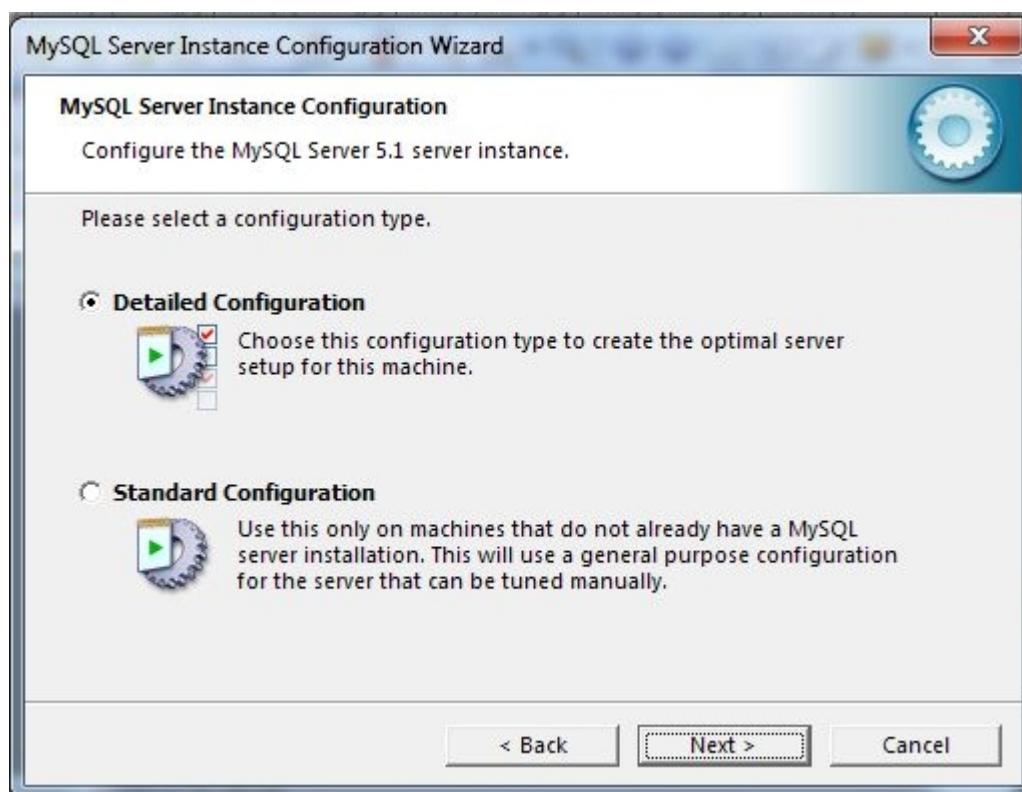 MySQL Server Instance Configuration Wizard
MySQL Server Instance Configuration
Configure the MySQL Server 5.1 server instance.
Please select a configuration type.
Detailed Configuration
Choose this configuration type to create the optimal server
setup for this machine.
Standard Configuration
Use this only on machines that do not already have a MySQL
server installation. This will use a general purpose configuration
for the server that can be tuned manually.
< Back Next > Cancel